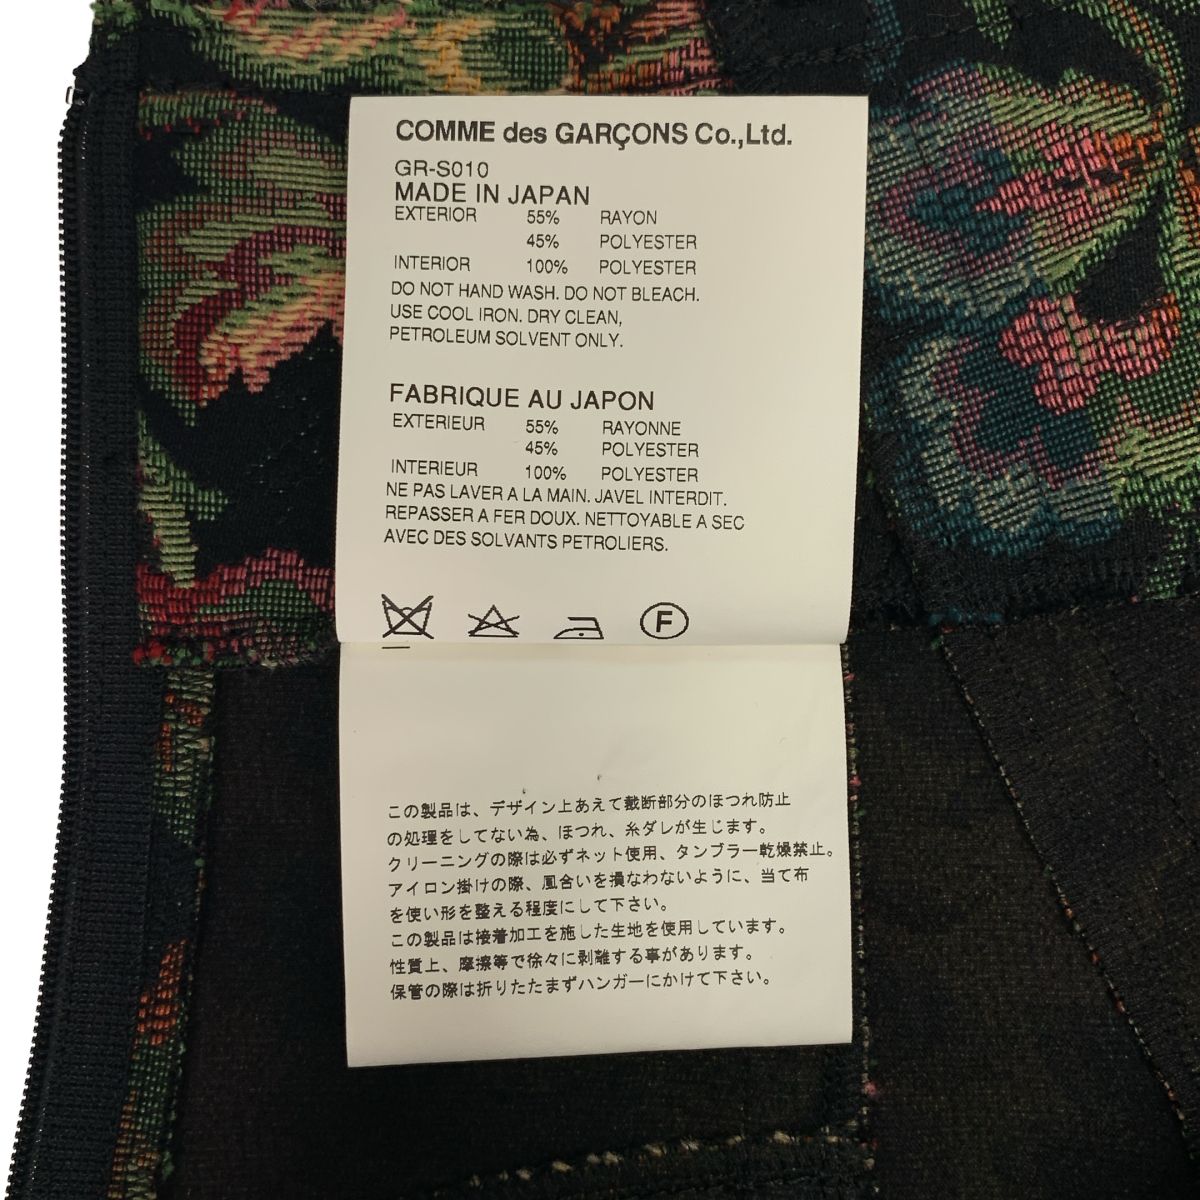 COMME des GARÇONS Co.,Ltd.
GR-S010
MADE IN JAPAN
EXTERIOR 55% RAYON
45% POLYESTER
INTERIOR 100% POLYESTER
DO NOT HAND WASH. DO NOT BLEACH.
USE COOL IRON. DRY CLEAN,
PETROLEUM SOLVENT ONLY.
FABRIQUE AU JAPON
EXTERIEUR 55% RAYONNE
45% POLYESTER
INTERIEUR 100% POLYESTER
NE PAS LAVER A LA MAIN. JAVEL INTERDIT.
REPASSER A FER DOUX. NETTOYABLE A SEC
AVEC DES SOLVANTS PETROLIERS.
F
この製品は、デザイン上あえて裁断部分のほつれ防止
の処理をしてない為、ほつれ、糸ダレが生じます。
クリーニングの際は必ずネット使用、タンブラー乾燥禁止。
アイロン掛けの際、風合いを損なわないように、当て布
を使い形を整える程度にして下さい。
この製品は接着加工を施した生地を使用しています。
性質上、摩擦等で徐々に剥離する事があります。
保管の際は折りたたまずハンガーにかけて下さい。